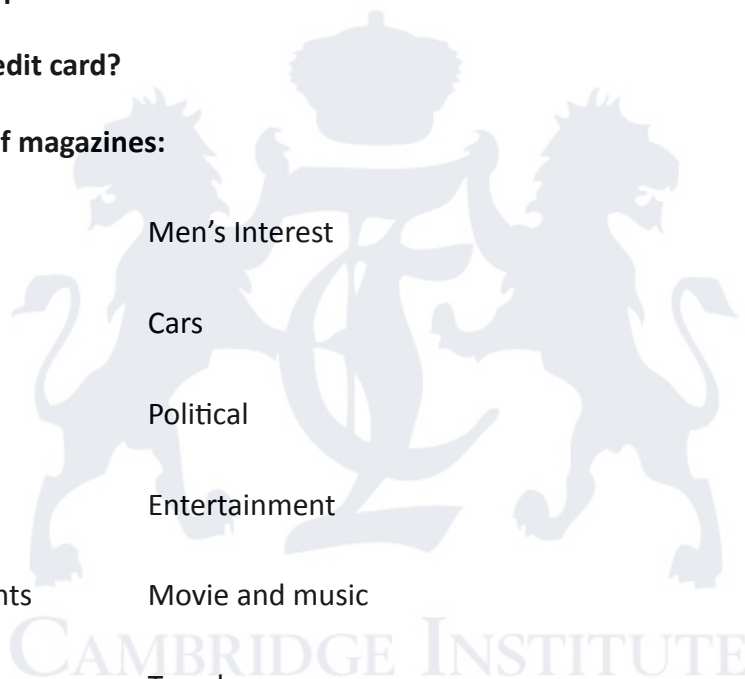 edit card?
f magazines:
Men's Interest
Cars
Political
Entertainment
nts Movie and music
CAMBRIDGE INSTITUTE